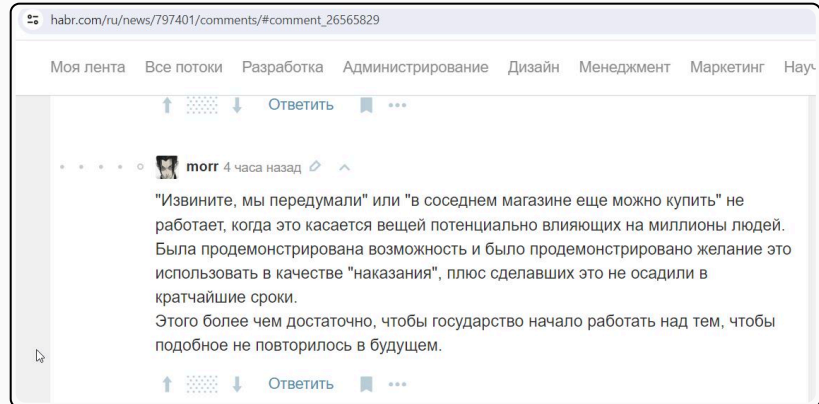 habr.com/ru/news/797401/comments/#comment_26565829
Моя лента Все потоки Разработка Администрирование Дизайн Менеджмент Маркетинг Науч
Ответить
morr 4 часа назад
"Извините, мы передумали" или "в соседнем магазине еще можно купить" не
работает, когда это касается вещей потенциально влияющих на миллионы людей.
Была продемонстрирована возможность и было продемонстрировано желание это
использовать в качестве "наказания", плюс сделавших это не осадили в
кратчайшие сроки.
Этого более чем достаточно, чтобы государство начало работать над тем, чтобы
подобное не повторилось в будущем.
Ответить